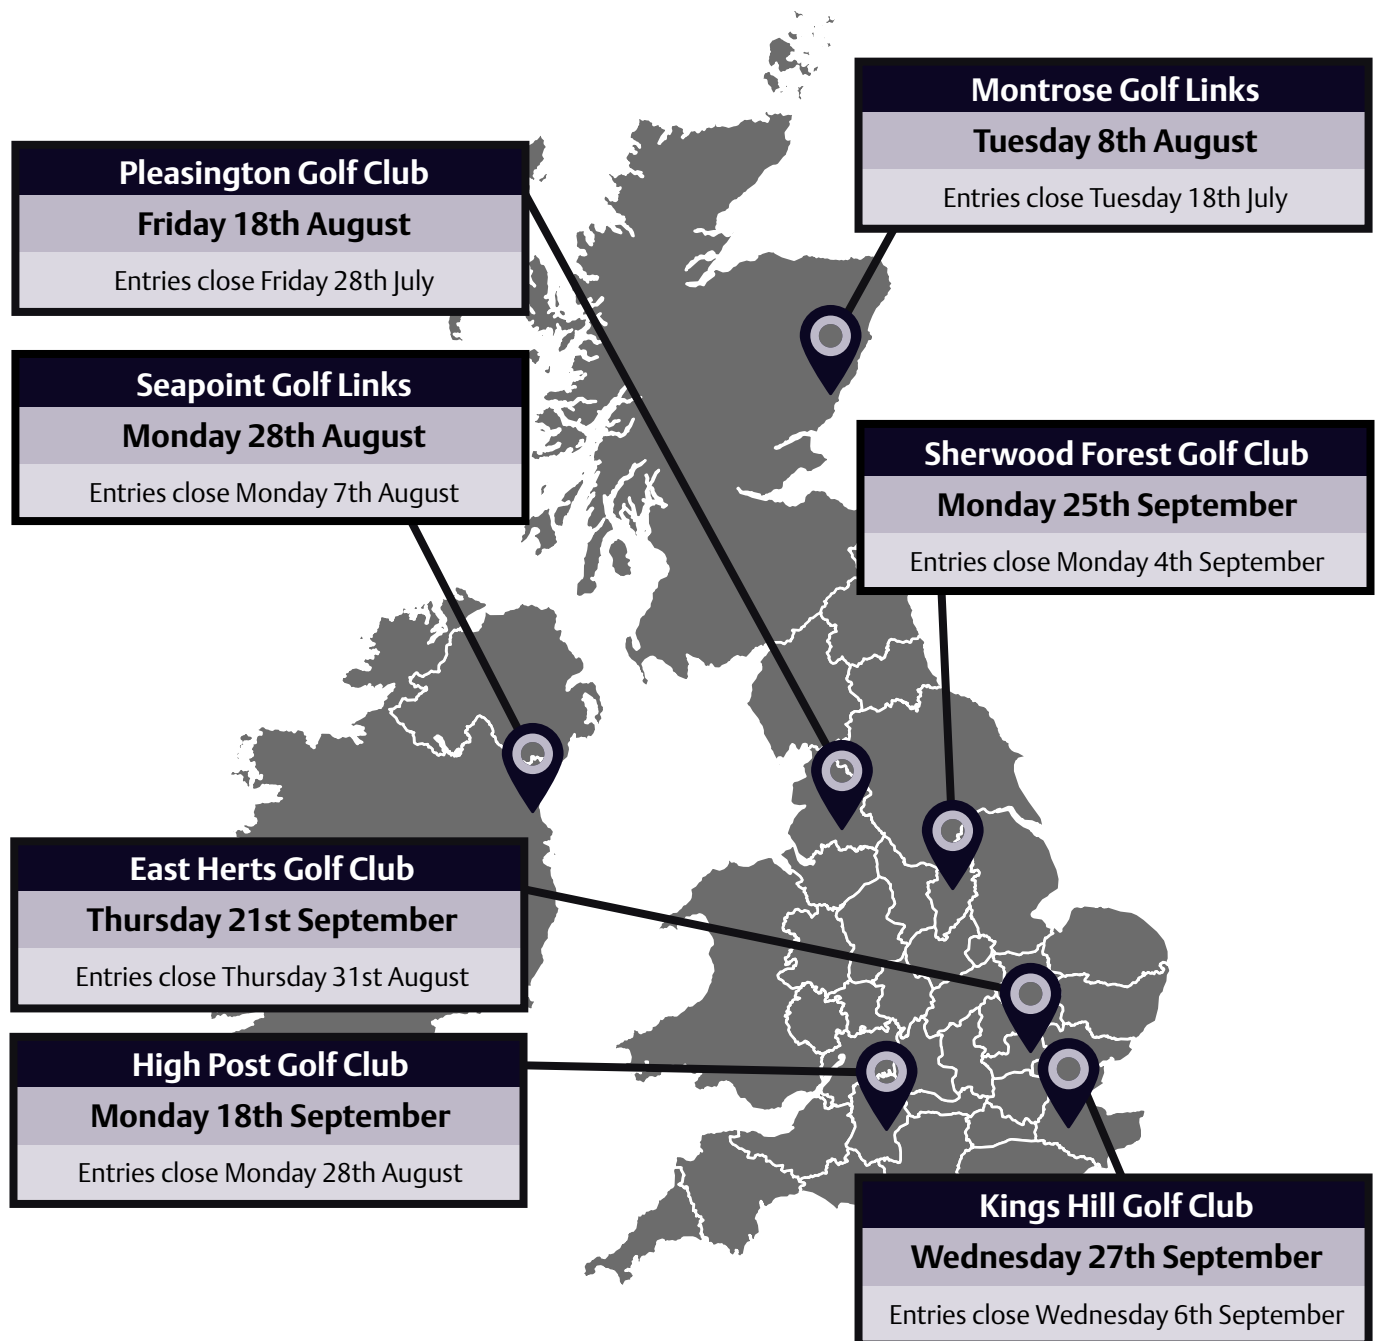 Montrose Golf Links
Tuesday 8th August
Entries close Tuesday 18th July
Pleasington Golf Club
Friday 18th August
Entries close Friday 28th July
Seapoint Golf Links
Monday 28th August
Entries close Monday 7th August
Sherwood Forest Golf Club
Monday 25th September
Entries close Monday 4th September
East Herts Golf Club
Thursday 21st September
Entries close Thursday 31st August
High Post Golf Club
Monday 18th September
Entries close Monday 28th August
Kings Hill Golf Club
Wednesday 27th September
Entries close Wednesday 6th September